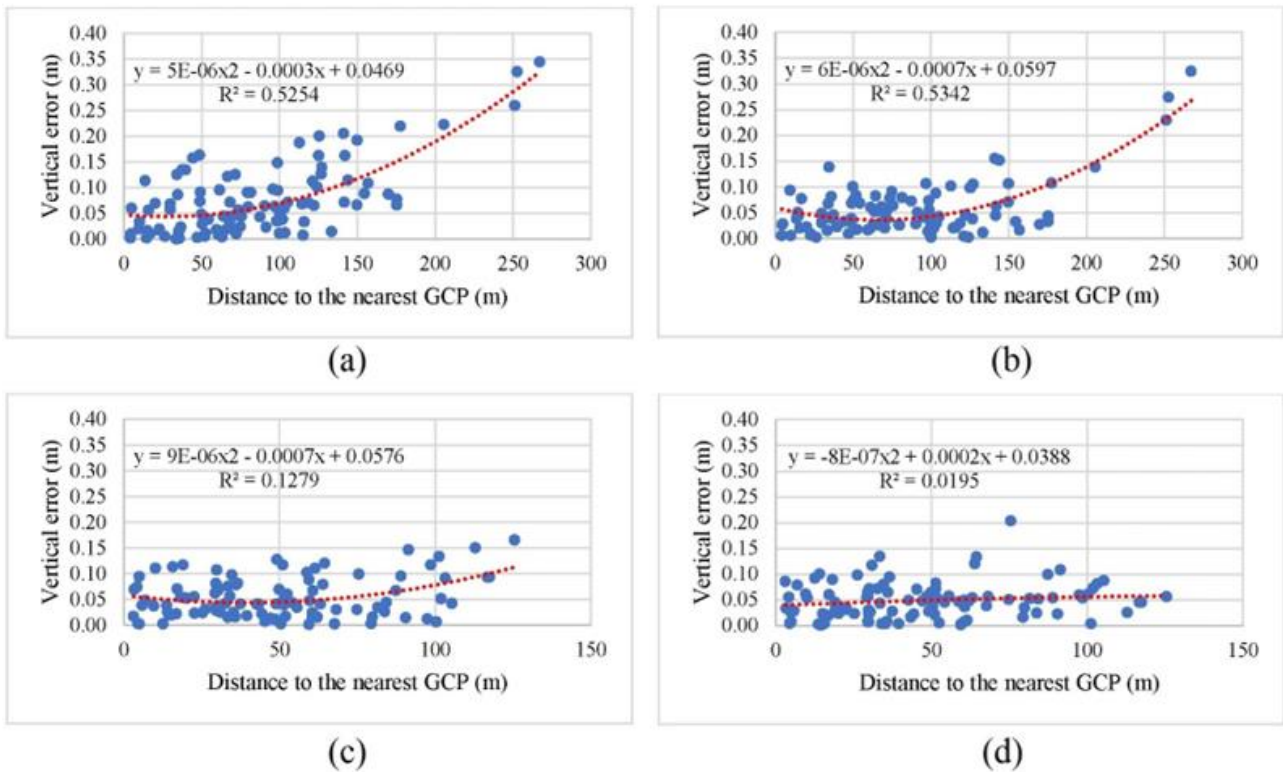 0.40
0.35
0.30
0.25
0.20
0.15
0.10
0.05
0.00
Vertical error (m)
y = 5E-06x2 - 0.0003x + 0.0469
R² = 0.5254
0 50 100 150 200 250 300
Distance to the nearest GCP (m)
(a)
0.40
0.35
0.30
0.25
0.20
0.15
0.10
0.05
0.00
Vertical error (m)
y = 6E-06x2 - 0.0007x + 0.0597
R² = 0.5342
0 50 100 150 200 250 300
Distance to the nearest GCP (m)
(b)
0.40
0.35
0.30
0.25
0.20
0.15
0.10
0.05
0.00
Vertical error (m)
y = 9E-06x2 - 0.0007x + 0.0576
R² = 0.1279
0 50 100 150
Distance to the nearest GCP (m)
(c)
0.40
0.35
0.30
0.25
0.20
0.15
0.10
0.05
0.00
Vertical error (m)
y = -8E-07x2 + 0.0002x + 0.0388
R² = 0.0195
0 50 100 150
Distance to the nearest GCP (m)
(d)